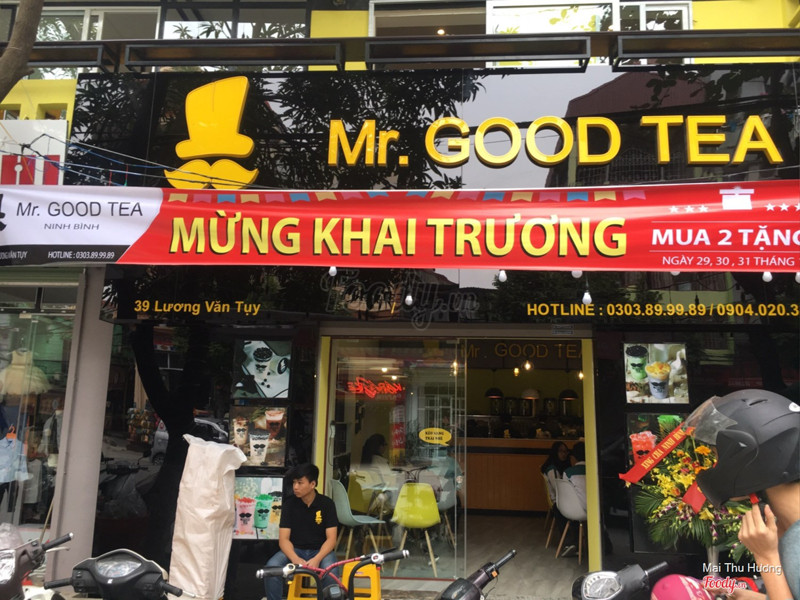 Mr. GOOD TEA
Mr. GOOD TEA
NINH BÌNH
HOTLINE : 0303.89.99.89
MỪNG KHAI TRƯƠNG
MUA 2 TẶNG
NGÀY 29, 30 , 31 THÁNG
39 Lương Văn Tụy
HOTLINE : 0303.89.99.89 / 0904.020.3
Foody.vn
Mr. GOOD TEA
Mai Thu Hương
Foody.vn